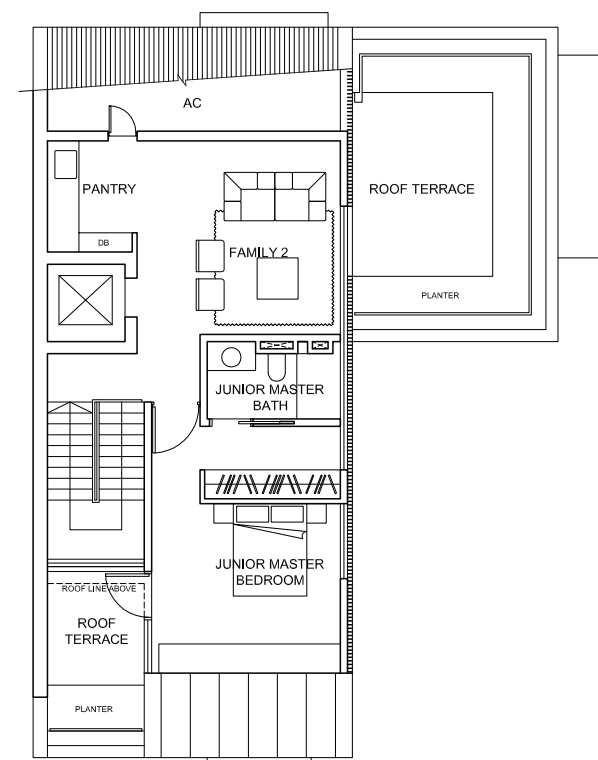 AC
PANTRY
ROOF TERRACE
DB
FAMILY 2
PLANTER
JUNIOR MASTER
BATH
JUNIOR MASTER
BEDROOM
ROOF LINE ABOVE
ROOF
TERRACE
PLANTER